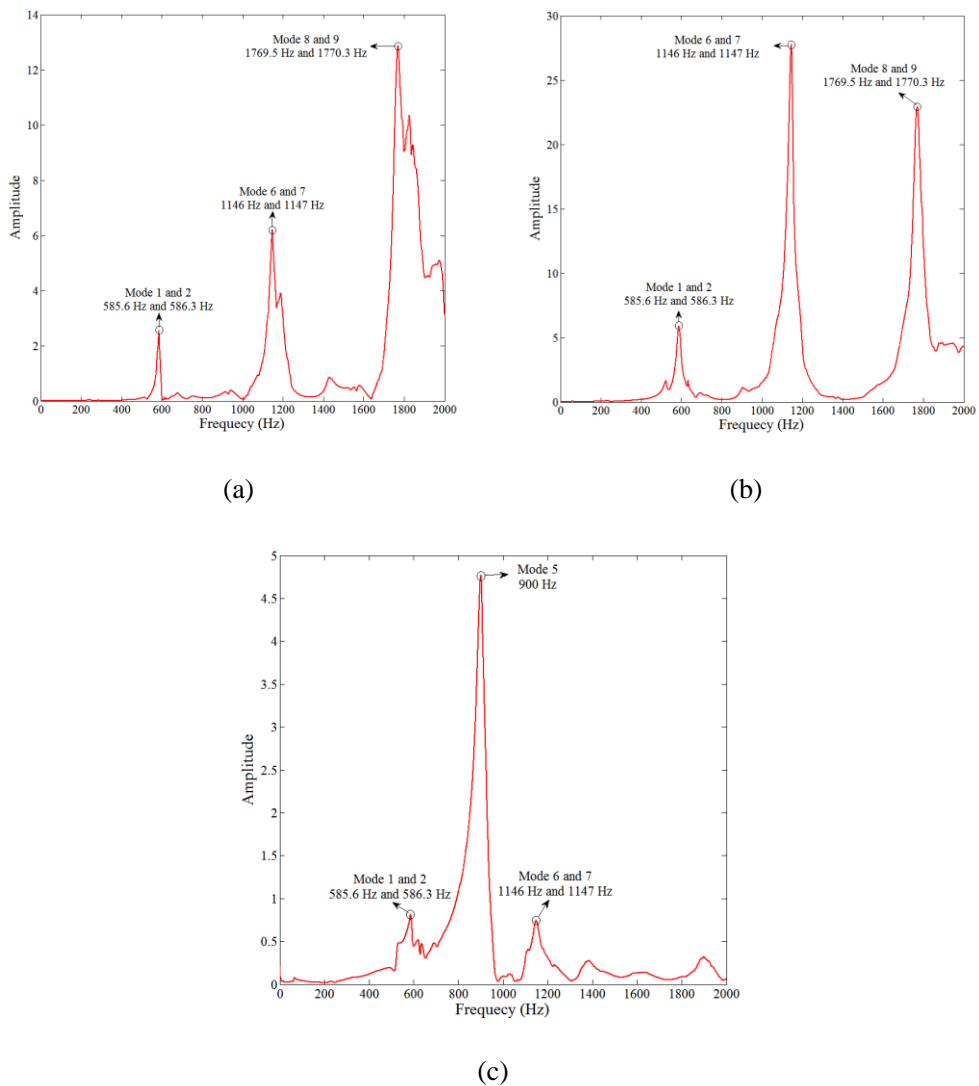 14
12
10
8
6
4
2
0
Amplitude
Mode 8 and 9
1769.5 Hz and 1770.3 Hz
Mode 6 and 7
1146 Hz and 1147 Hz
Mode 1 and 2
585.6 Hz and 586.3 Hz
0 200 400 600 800 1000 1200 1400 1600 1800 2000
Frequecy (Hz)
(a)
30
25
20
15
10
5
0
Amplitude
Mode 6 and 7
1146 Hz and 1147 Hz
Mode 8 and 9
1769.5 Hz and 1770.3 Hz
Mode 1 and 2
585.6 Hz and 586.3 Hz
0 200 400 600 800 1000 1200 1400 1600 1800 2000
Frequecy (Hz)
(b)
5
4.5
4
3.5
3
2.5
2
1.5
1
0.5
0
Amplitude
Mode 5
900 Hz
Mode 1 and 2
585.6 Hz and 586.3 Hz
Mode 6 and 7
1146 Hz and 1147 Hz
0 200 400 600 800 1000 1200 1400 1600 1800 2000
Frequecy (Hz)
(c)